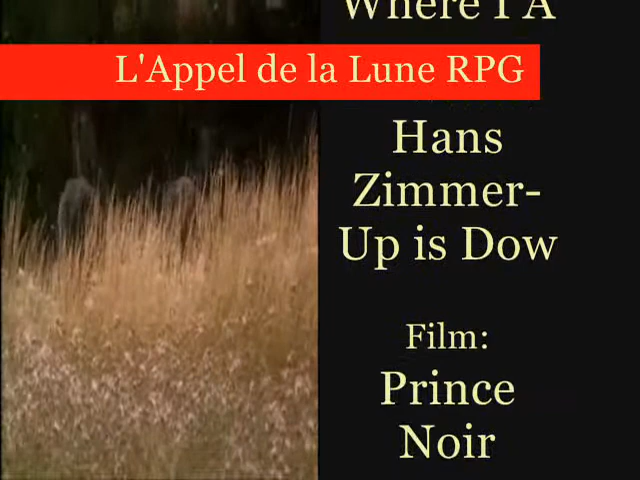 Where I A
L'Appel de la Lune RPG
Hans
Zimmer-
Up is Dow
Film:
Prince
Noir